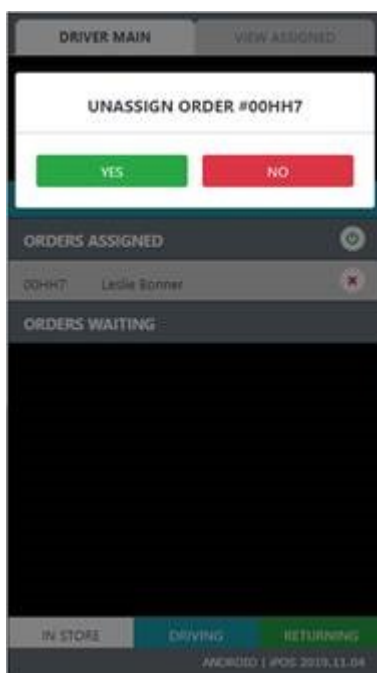 DRIVER MAIN VIEW ASSIGNED
UNASSIGN ORDER #00HH7
YES NO
ORDERS ASSIGNED
00HH7 Leslie Bonner
ORDERS WAITING
IN STORE DRIVING RETURNING
ANDROID | iPOS 2019.11.04